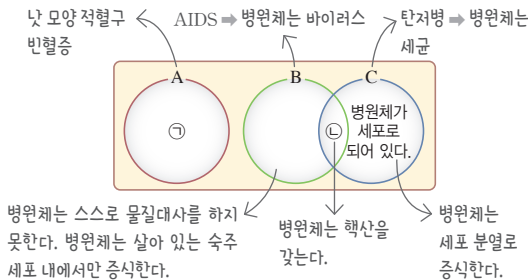 낫 모양 적혈구
빈혈증
AIDS ➡ 병원체는 바이러스
탄저병 ➡ 병원체는
세균
A
B
C
㉠
㉡
병원체가
세포로
되어 있다.
병원체는 스스로 물질대사를 하지
못한다. 병원체는 살아 있는 숙주
세포 내에서만 증식한다.
병원체는 핵산을
갖는다.
병원체는
세포 분열로
증식한다.